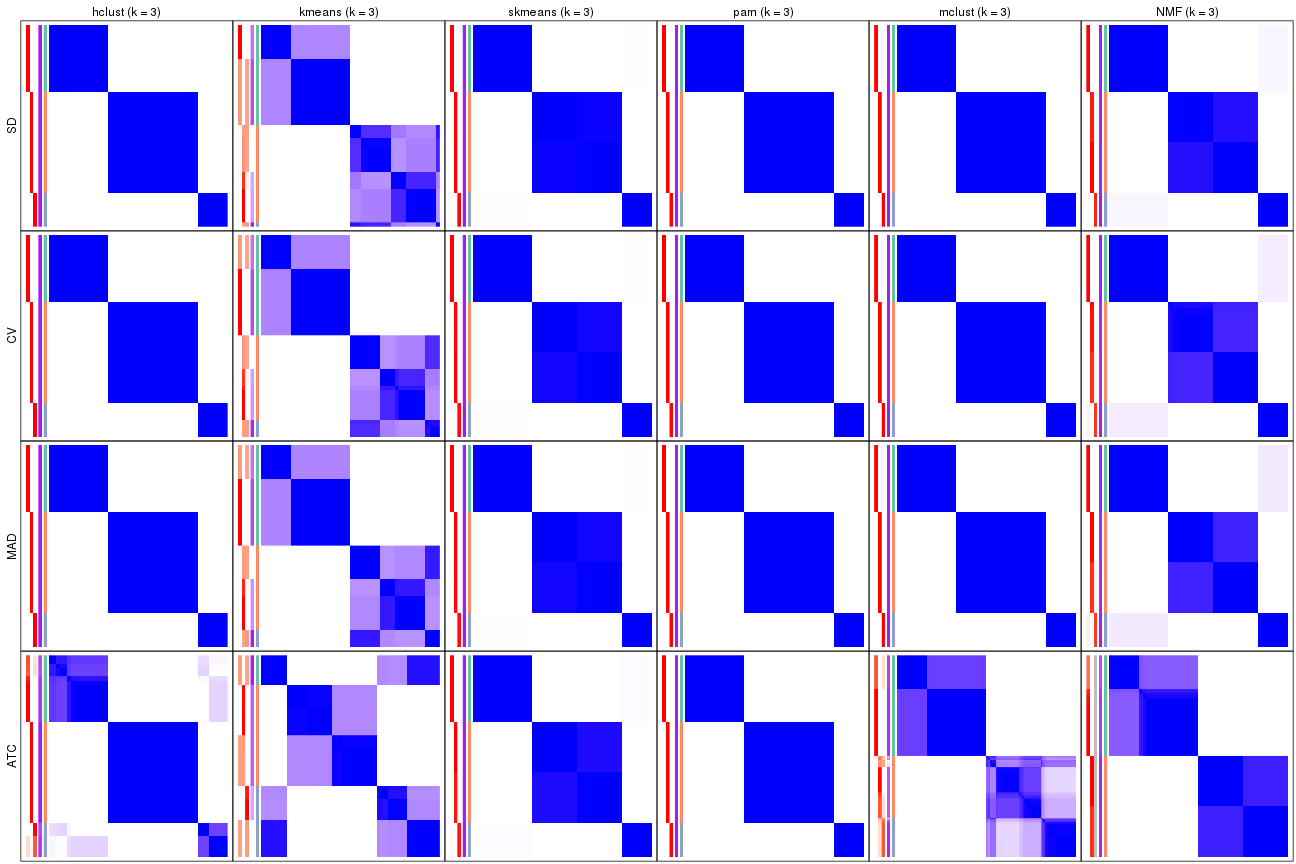 hclust (k = 3) kmeans (k = 3) skmeans (k = 3) pam (k = 3) mclust (k = 3) NMF (k = 3)
SD
CV
MAD
ATC